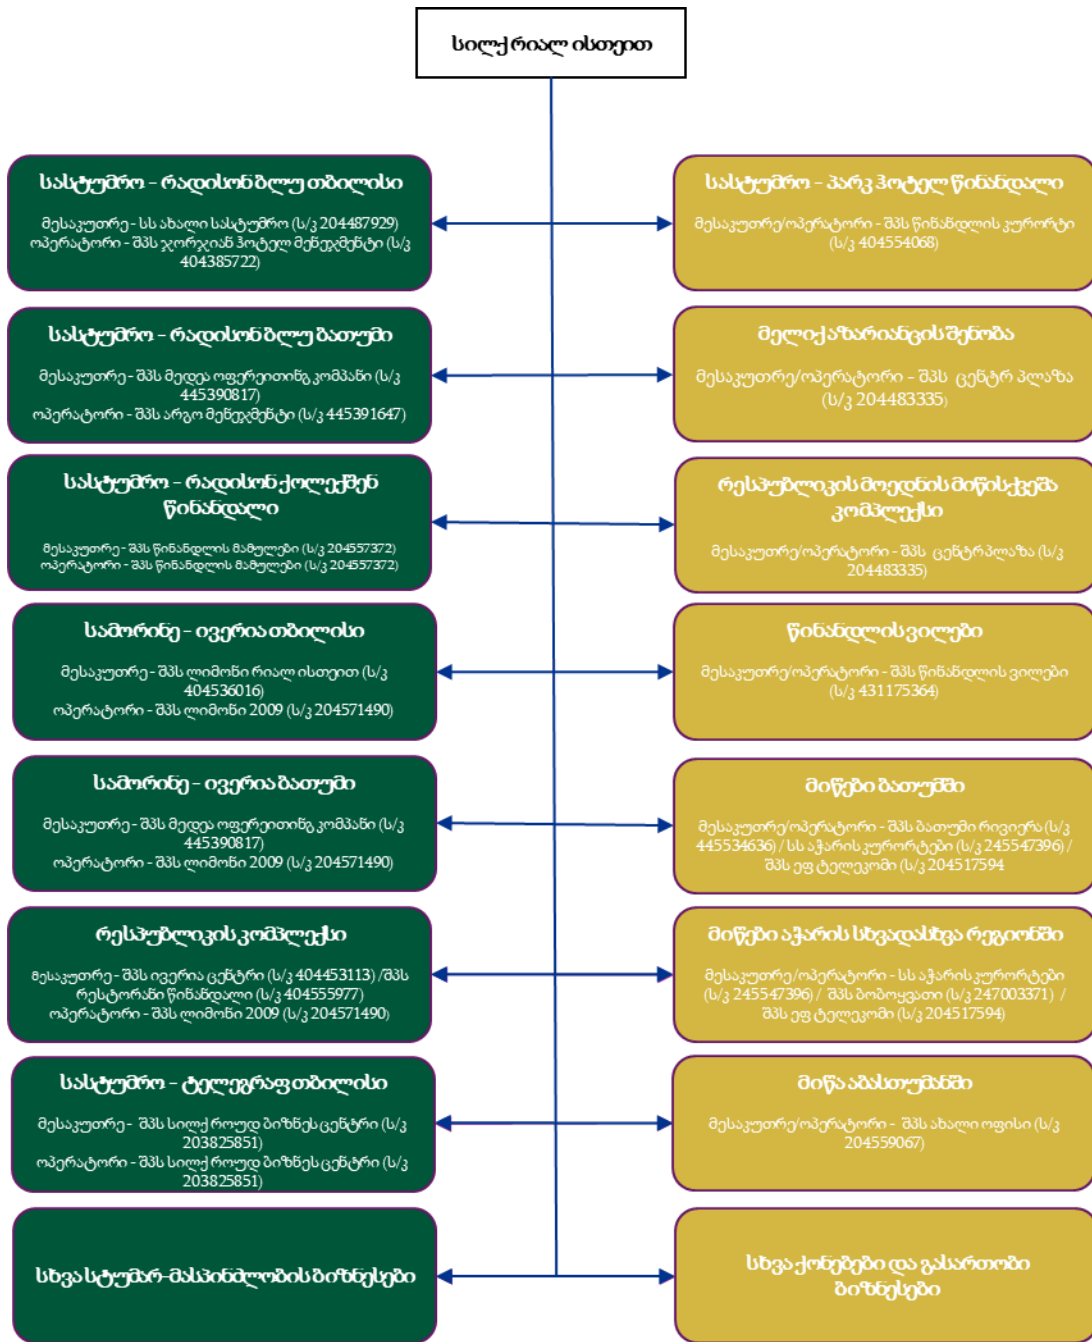 სილქ რიალ ისთეით
სასტუმრო – რადისონ ბლუ თბილისი
მესაკუთრე - სს ახალი სასტუმრო (ს/კ 204487929)
ოპერატორი - შპს ჯორჯიან ჰოტელ მენეჯმენტი (ს/კ
404385722)
სასტუმრო – პარკ ჰოტელ წინანდალი
მესაკუთრე/ოპერატორი - შპს წინანდლის კურორტი
(ს/კ 404554068)
სასტუმრო – რადისონ ბლუ ბათუმი
მესაკუთრე - შპს მედეა ოფერეითინგ კომპანი (ს/კ
445390817)
ოპერატორი - შპს არგო მენეჯმენტი (ს/კ 445391647)
მელიქ აზარიანცის შენობა
მესაკუთრე/ოპერატორი – შპს ცენტრ პლაზა
(ს/კ 204483335)
სასტუმრო – რადისონ ქოლექშენ
წინანდალი
მესაკუთრე - შპს წინანდლის მამულები (ს/კ 204557372)
ოპერატორი - შპს წინანდლის მამულები (ს/კ 204557372)
რესპუბლიკის მოედნის მიწისქვეშა
კომპლექსი
მესაკუთრე/ოპერატორი - შპს ცენტრპლაზა (ს/კ
204483335)
სამორინე – ივერია თბილისი
მესაკუთრე - შპს ლიმონი რიალ ისთეით (ს/კ
404536016)
ოპერატორი - შპს ლიმონი 2009 (ს/კ 204571490)
წინანდლის ვილები
მესაკუთრე/ოპერატორი - შპს წინანდლის ვილები
(ს/კ 431175364)
სამორინე – ივერია ბათუმი
მესაკუთრე - შპს მედეა ოფერეითინგ კომპანი (ს/კ
445390817)
ოპერატორი - შპს ლიმონი 2009 (ს/კ 204571490)
მიწები ბათუმში
მესაკუთრე/ოპერატორი - შპს ბათუმი რივიერა (ს/კ
445534636) / სს აჭარის კურორტები (ს/კ 245547396) /
შპს ეფ ტელეკომი (ს/კ 204517594
რესპუბლიკის კომპლექსი
მესაკუთრე - შპს ივერია ცენტრი (ს/კ 404453113) /შპს
რესტორანი წინანდალი (ს/კ 404555977)
ოპერატორი - შპს ლიმონი 2009 (ს/კ 204571490)
მიწები აჭარის სხვადასხვა რეგიონში
მესაკუთრე/ოპერატორი - სს აჭარის კურორტები
(ს/კ 245547396) / შპს ბობოყვათი (ს/კ 247003371) /
შპს ეფ ტელეკომი (ს/კ 204517594)
სასტუმრო – ტელეგრაფ თბილისი
მესაკუთრე - შპს სილქ როუდ ბიზნეს ცენტრი (ს/კ
203825851)
ოპერატორი - შპს სილქ როუდ ბიზნეს ცენტრი (ს/კ
203825851)
მიწა აბასთუმანში
მესაკუთრე/ოპერატორი - შპს ახალი ოფისი (ს/კ
204559067)
სხვა სტუმარ-მასპინძლობის ბიზნესები
სხვა ქონებები და გასართობი
ბიზნესები